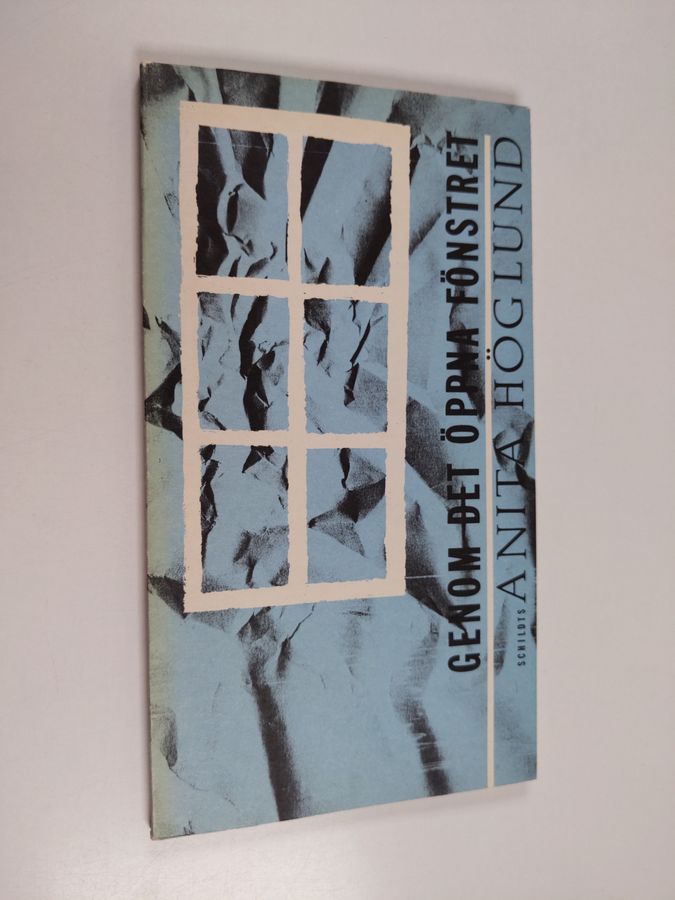 GENOM DET ÖPPNA FÖNSTRET
SCHILDTS ANITA HÖGLUND